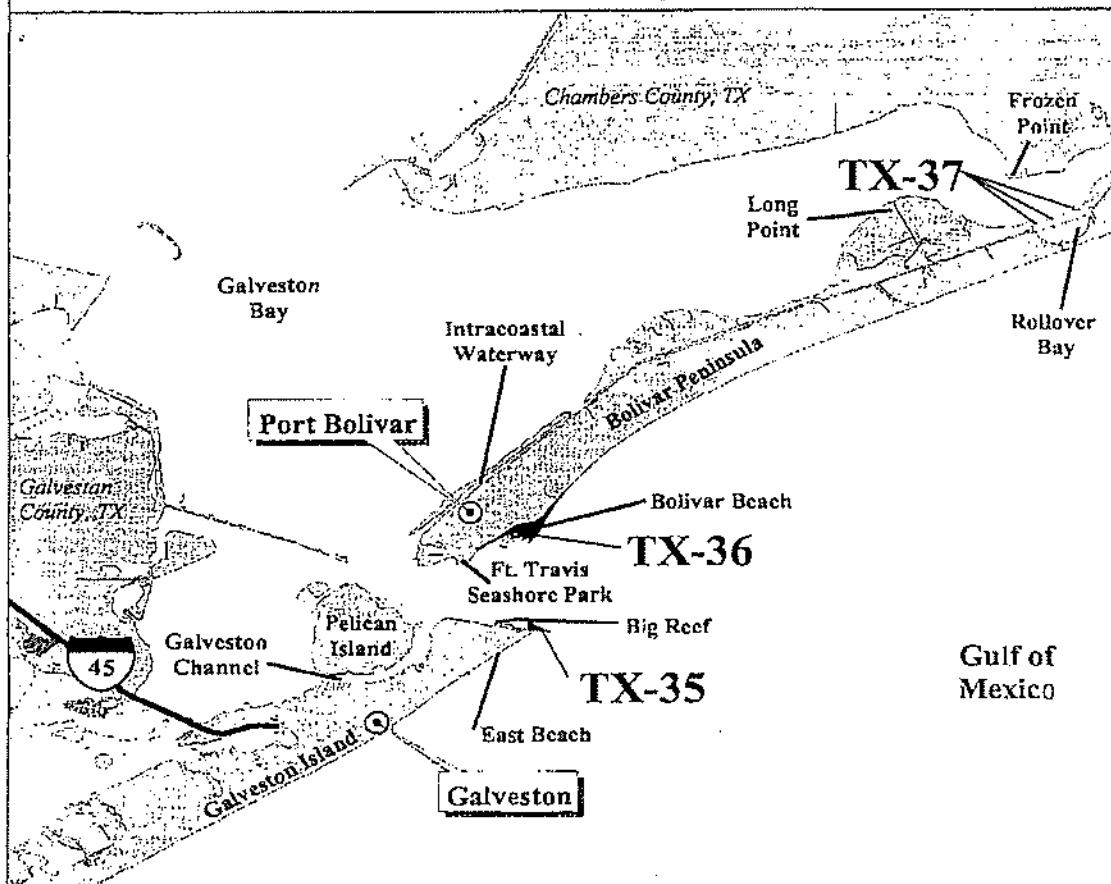 Chambers County, TX
Frozen
Point
TX-37
Long
Point
Galveston
Bay
Rollover
Bay
Intracoastal
Waterway
Bolivar Peninsula
Port Bolivar
Galvestan
County, TX
Bolivar Beach
TX-36
Ft. Travis
Seashore Park
Pelican
Island
Big Reef
Galveston
Channel
45
Gulf of
Mexico
TX-35
East Beach
Galveston Island
Galveston